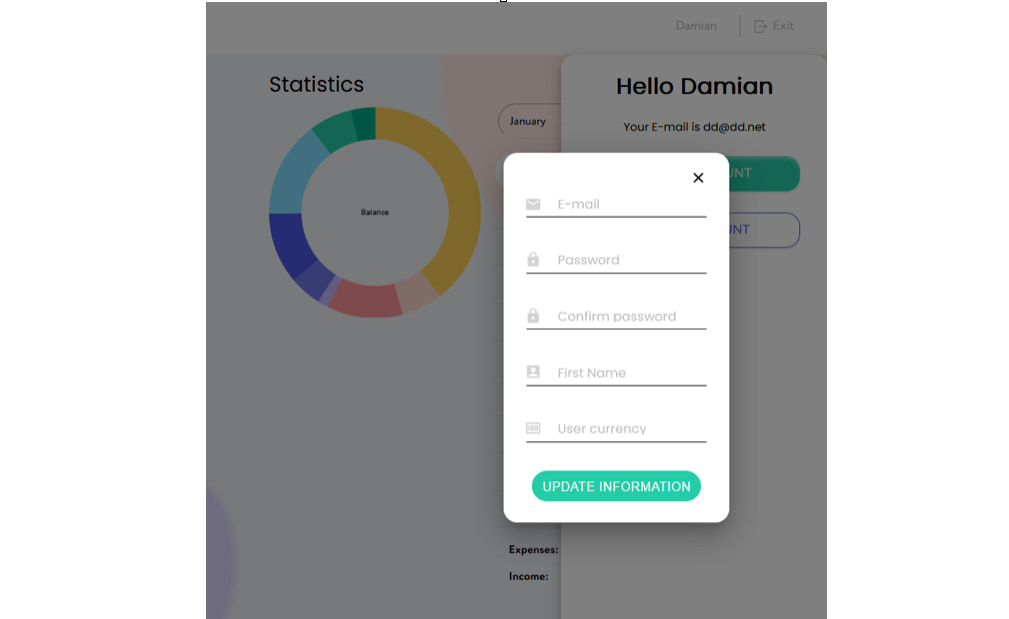 Damian
Exit
Statistics
Hello Damian
Your E-mail is dd@dd.net
January
Balance
UNT
UNT
E-mail
Password
Confirm password
First Name
User currency
UPDATE INFORMATION
Expenses:
Income: